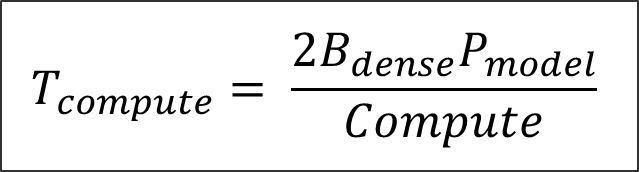 T_compute = 2B_dense P_model / Compute